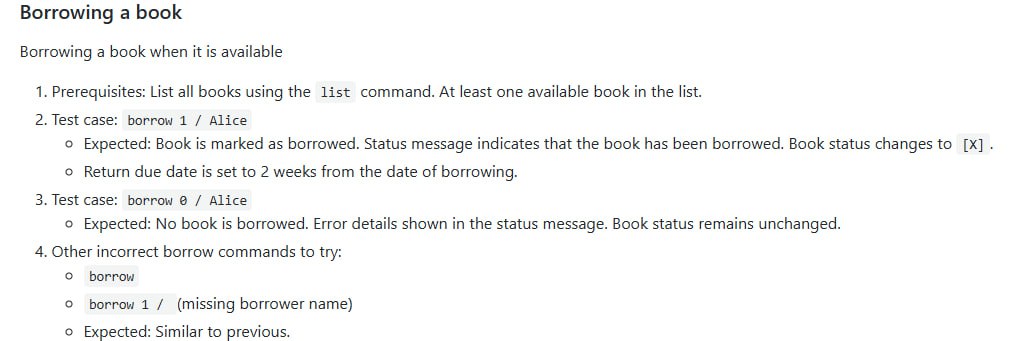 Borrowing a book
Borrowing a book when it is available
1. Prerequisites: List all books using the list command. At least one available book in the list.
2. Test case: borrow 1 / Alice
Expected: Book is marked as borrowed. Status message indicates that the book has been borrowed. Book status changes to [X] .
Return due date is set to 2 weeks from the date of borrowing.
3. Test case: borrow 0 / Alice
Expected: No book is borrowed. Error details shown in the status message. Book status remains unchanged.
4. Other incorrect borrow commands to try:
borrow
borrow 1 / (missing borrower name)
Expected: Similar to previous.